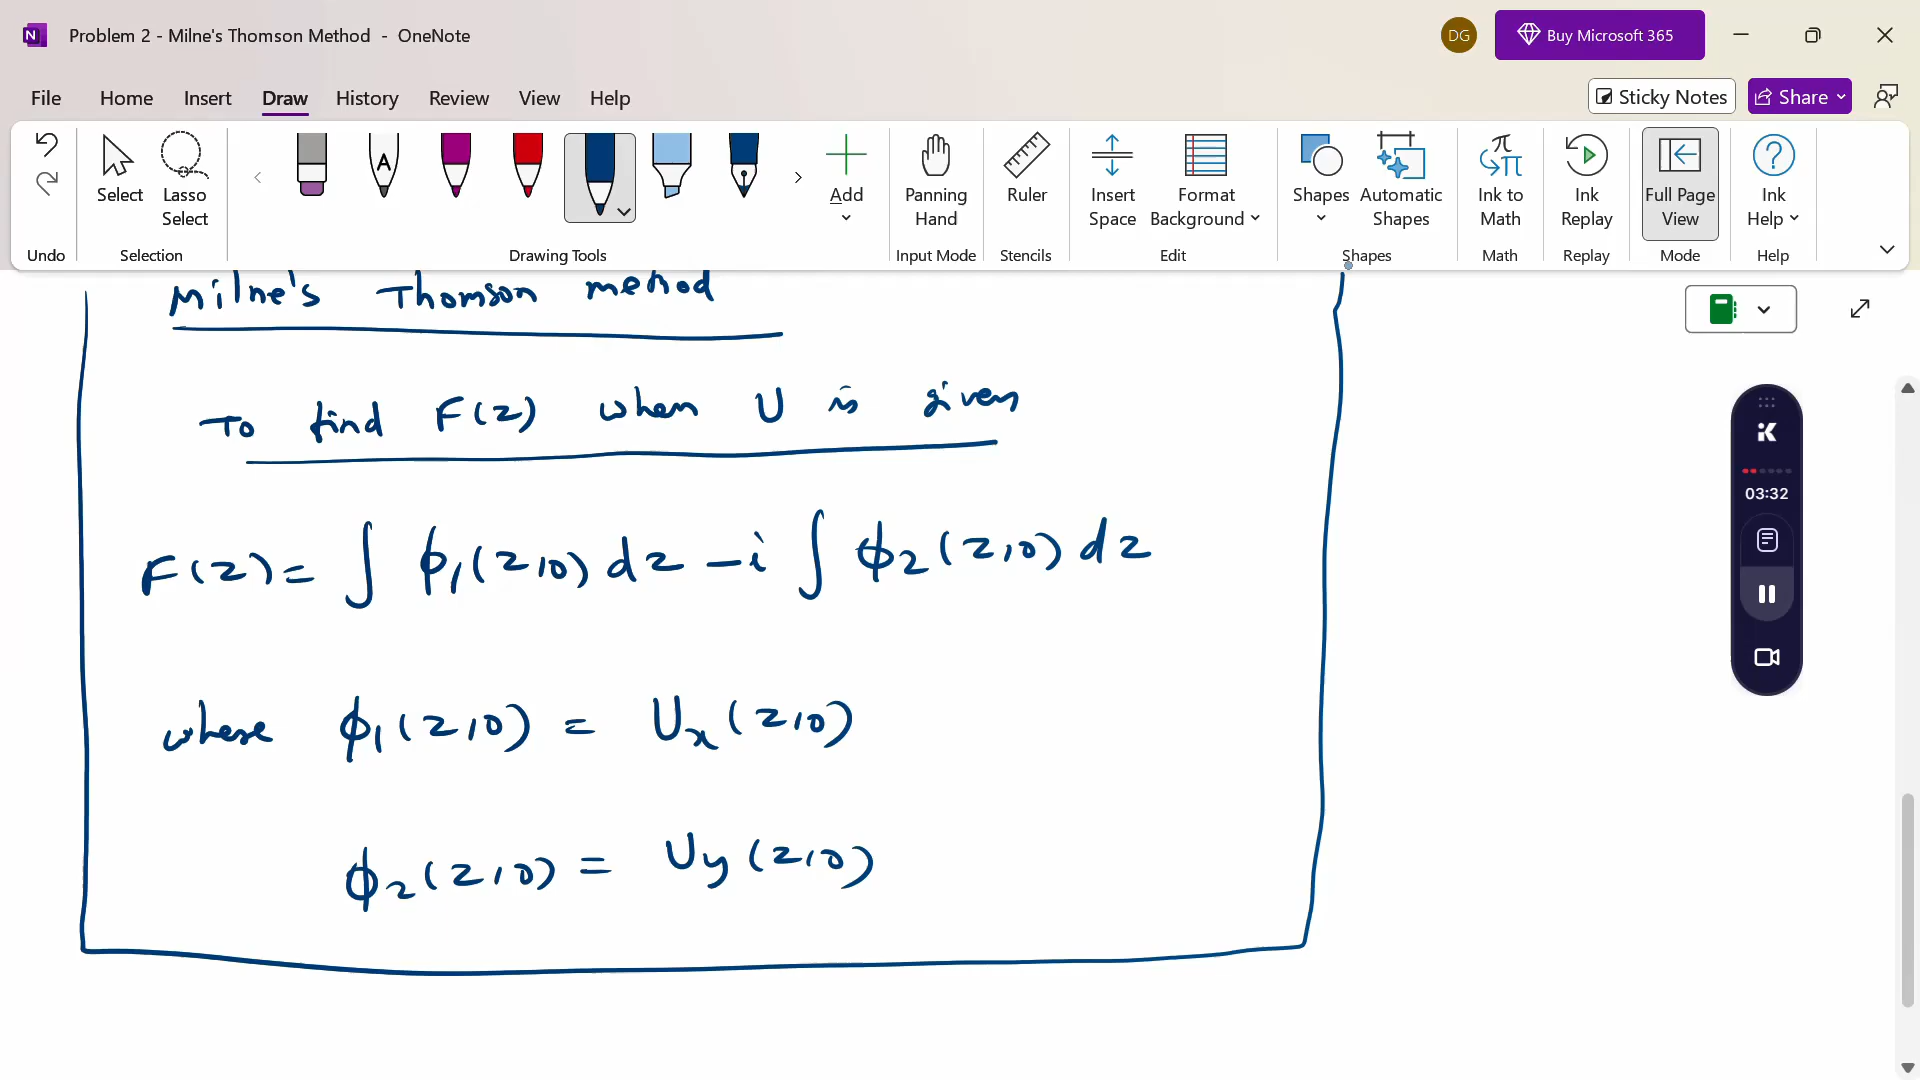 Problem 2 - Milne's Thomson Method - OneNote
DG
Buy Microsoft 365
File Home Insert Draw History Review View Help
Sticky Notes
Share
Select
Lasso Select
Add
Panning Hand
Ruler
Insert Space
Format Background
Shapes
Automatic Shapes
Ink to Math
Ink Replay
Full Page View
Ink Help
Undo
Selection
Drawing Tools
Input Mode
Stencils
Edit
Shapes
Math
Replay
Mode
Help
Milne's Thomson method
To find F(z) when U is given
F(z) = ∫ ϕ₁(z,0) dz - i ∫ ϕ₂(z,0) dz
where ϕ₁(z,0) = Uₓ(z,0)
ϕ₂(z,0) = U_y(z,0)
03:32